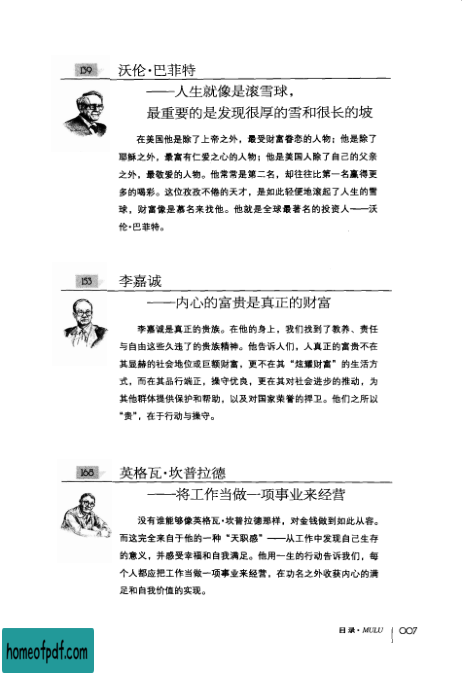 139 沃伦·巴菲特
——人生就像是滚雪球，
最重要的是发现很厚的雪和很长的坡
在美国他是除了上帝之外，最受财富眷恋的人物；他是除了
耶稣之外，最富有仁爱之心的人物；他是美国人除了自己的父亲
之外，最敬爱的人物。他常常是第二名，却往往比第一名赢得更
多的喝彩。这位孜孜不倦的天才，是如此轻便地滚起了人生的雪
球，财富像是慕名来找他。他就是全球最著名的投资人——沃
伦·巴菲特。
153 李嘉诚
——内心的富贵是真正的财富
李嘉诚是真正的贵族。在他的身上，我们找到了教养、责任
与自由这些久违了的贵族精神。他告诉人们，人真正的富贵不在
其显赫的社会地位或巨额财富，更不在其“炫耀财富”的生活方
式，而在其品行端正，操守优良，更在其对社会进步的推动，为
其他群体提供保护和帮助，以及对国家荣誉的捍卫。他们之所以
“贵”，在于行动与操守。
168 英格瓦·坎普拉德
——将工作当做一项事业来经营
没有谁能够像英格瓦·坎普拉德那样，对金钱做到如此从容。
而这完全来自于他的一种“天职感”——从工作中发现自己生存
的意义，并感受幸福和自我满足。他用一生的行动告诉我们，每
个人都应把工作当做一项事业来经营，在功名之外收获内心的满
足和自我价值的实现。
目录·MULU 007
homeofpdf.com